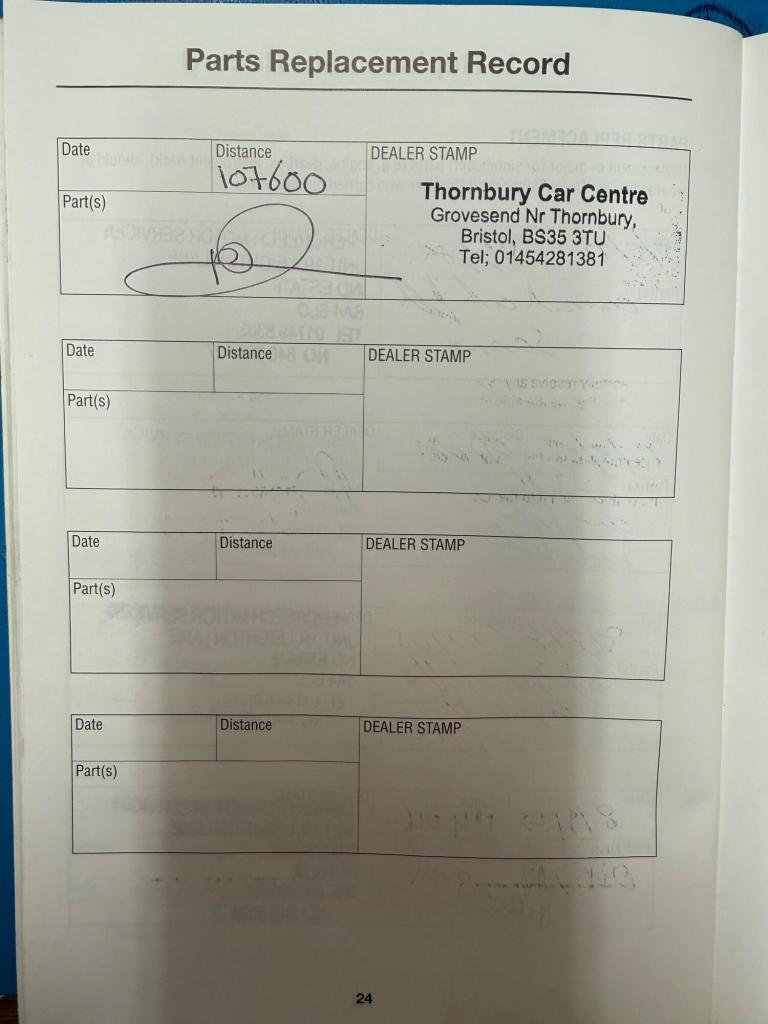 Parts Replacement Record
Date
Distance
107600
DEALER STAMP
Part(s)
Thornbury Car Centre
Grovesend Nr Thornbury,
Bristol, BS35 3TU
Tel; 01454281381
Date
Distance
DEALER STAMP
Part(s)
Date
Distance
DEALER STAMP
Part(s)
Date
Distance
DEALER STAMP
Part(s)
24